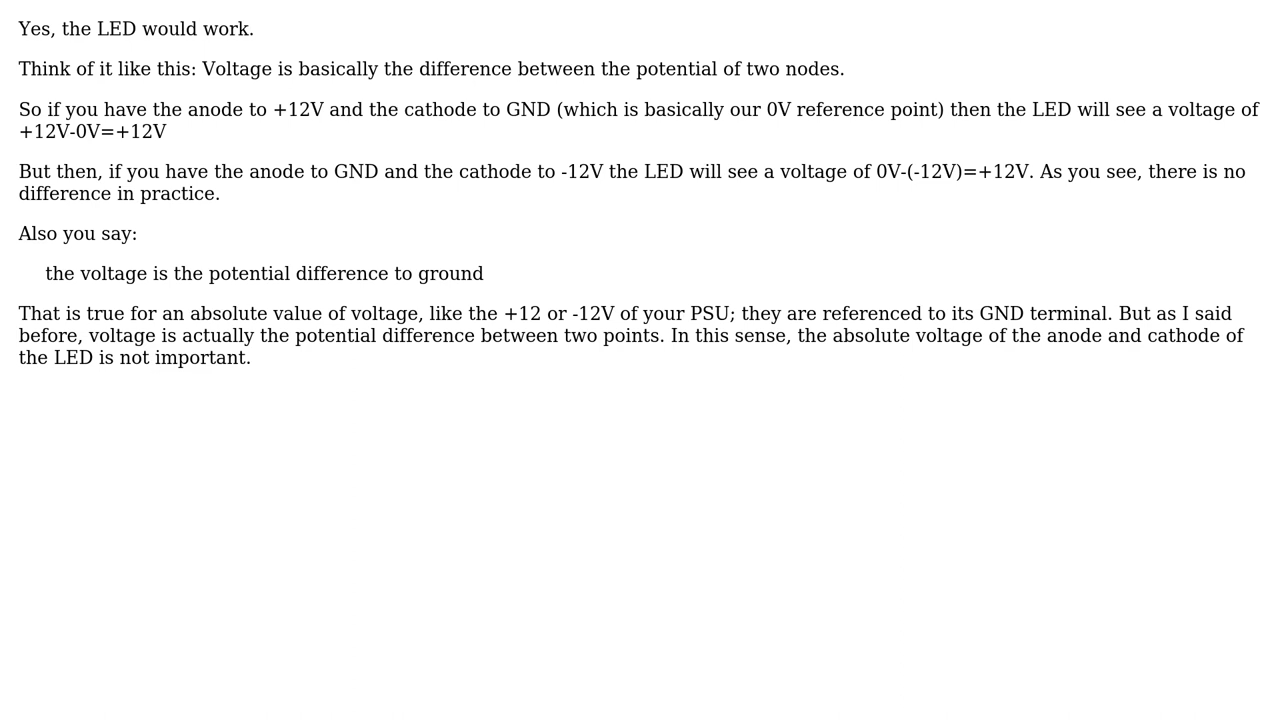 Yes, the LED would work.
Think of it like this: Voltage is basically the difference between the potential of two nodes.
So if you have the anode to +12V and the cathode to GND (which is basically our 0V reference point) then the LED will see a voltage of
+12V-0V=+12V
But then, if you have the anode to GND and the cathode to -12V the LED will see a voltage of 0V-(-12V)=+12V. As you see, there is no
difference in practice.
Also you say:
the voltage is the potential difference to ground
That is true for an absolute value of voltage, like the +12 or -12V of your PSU; they are referenced to its GND terminal. But as I said
before, voltage is actually the potential difference between two points. In this sense, the absolute voltage of the anode and cathode of
the LED is not important.